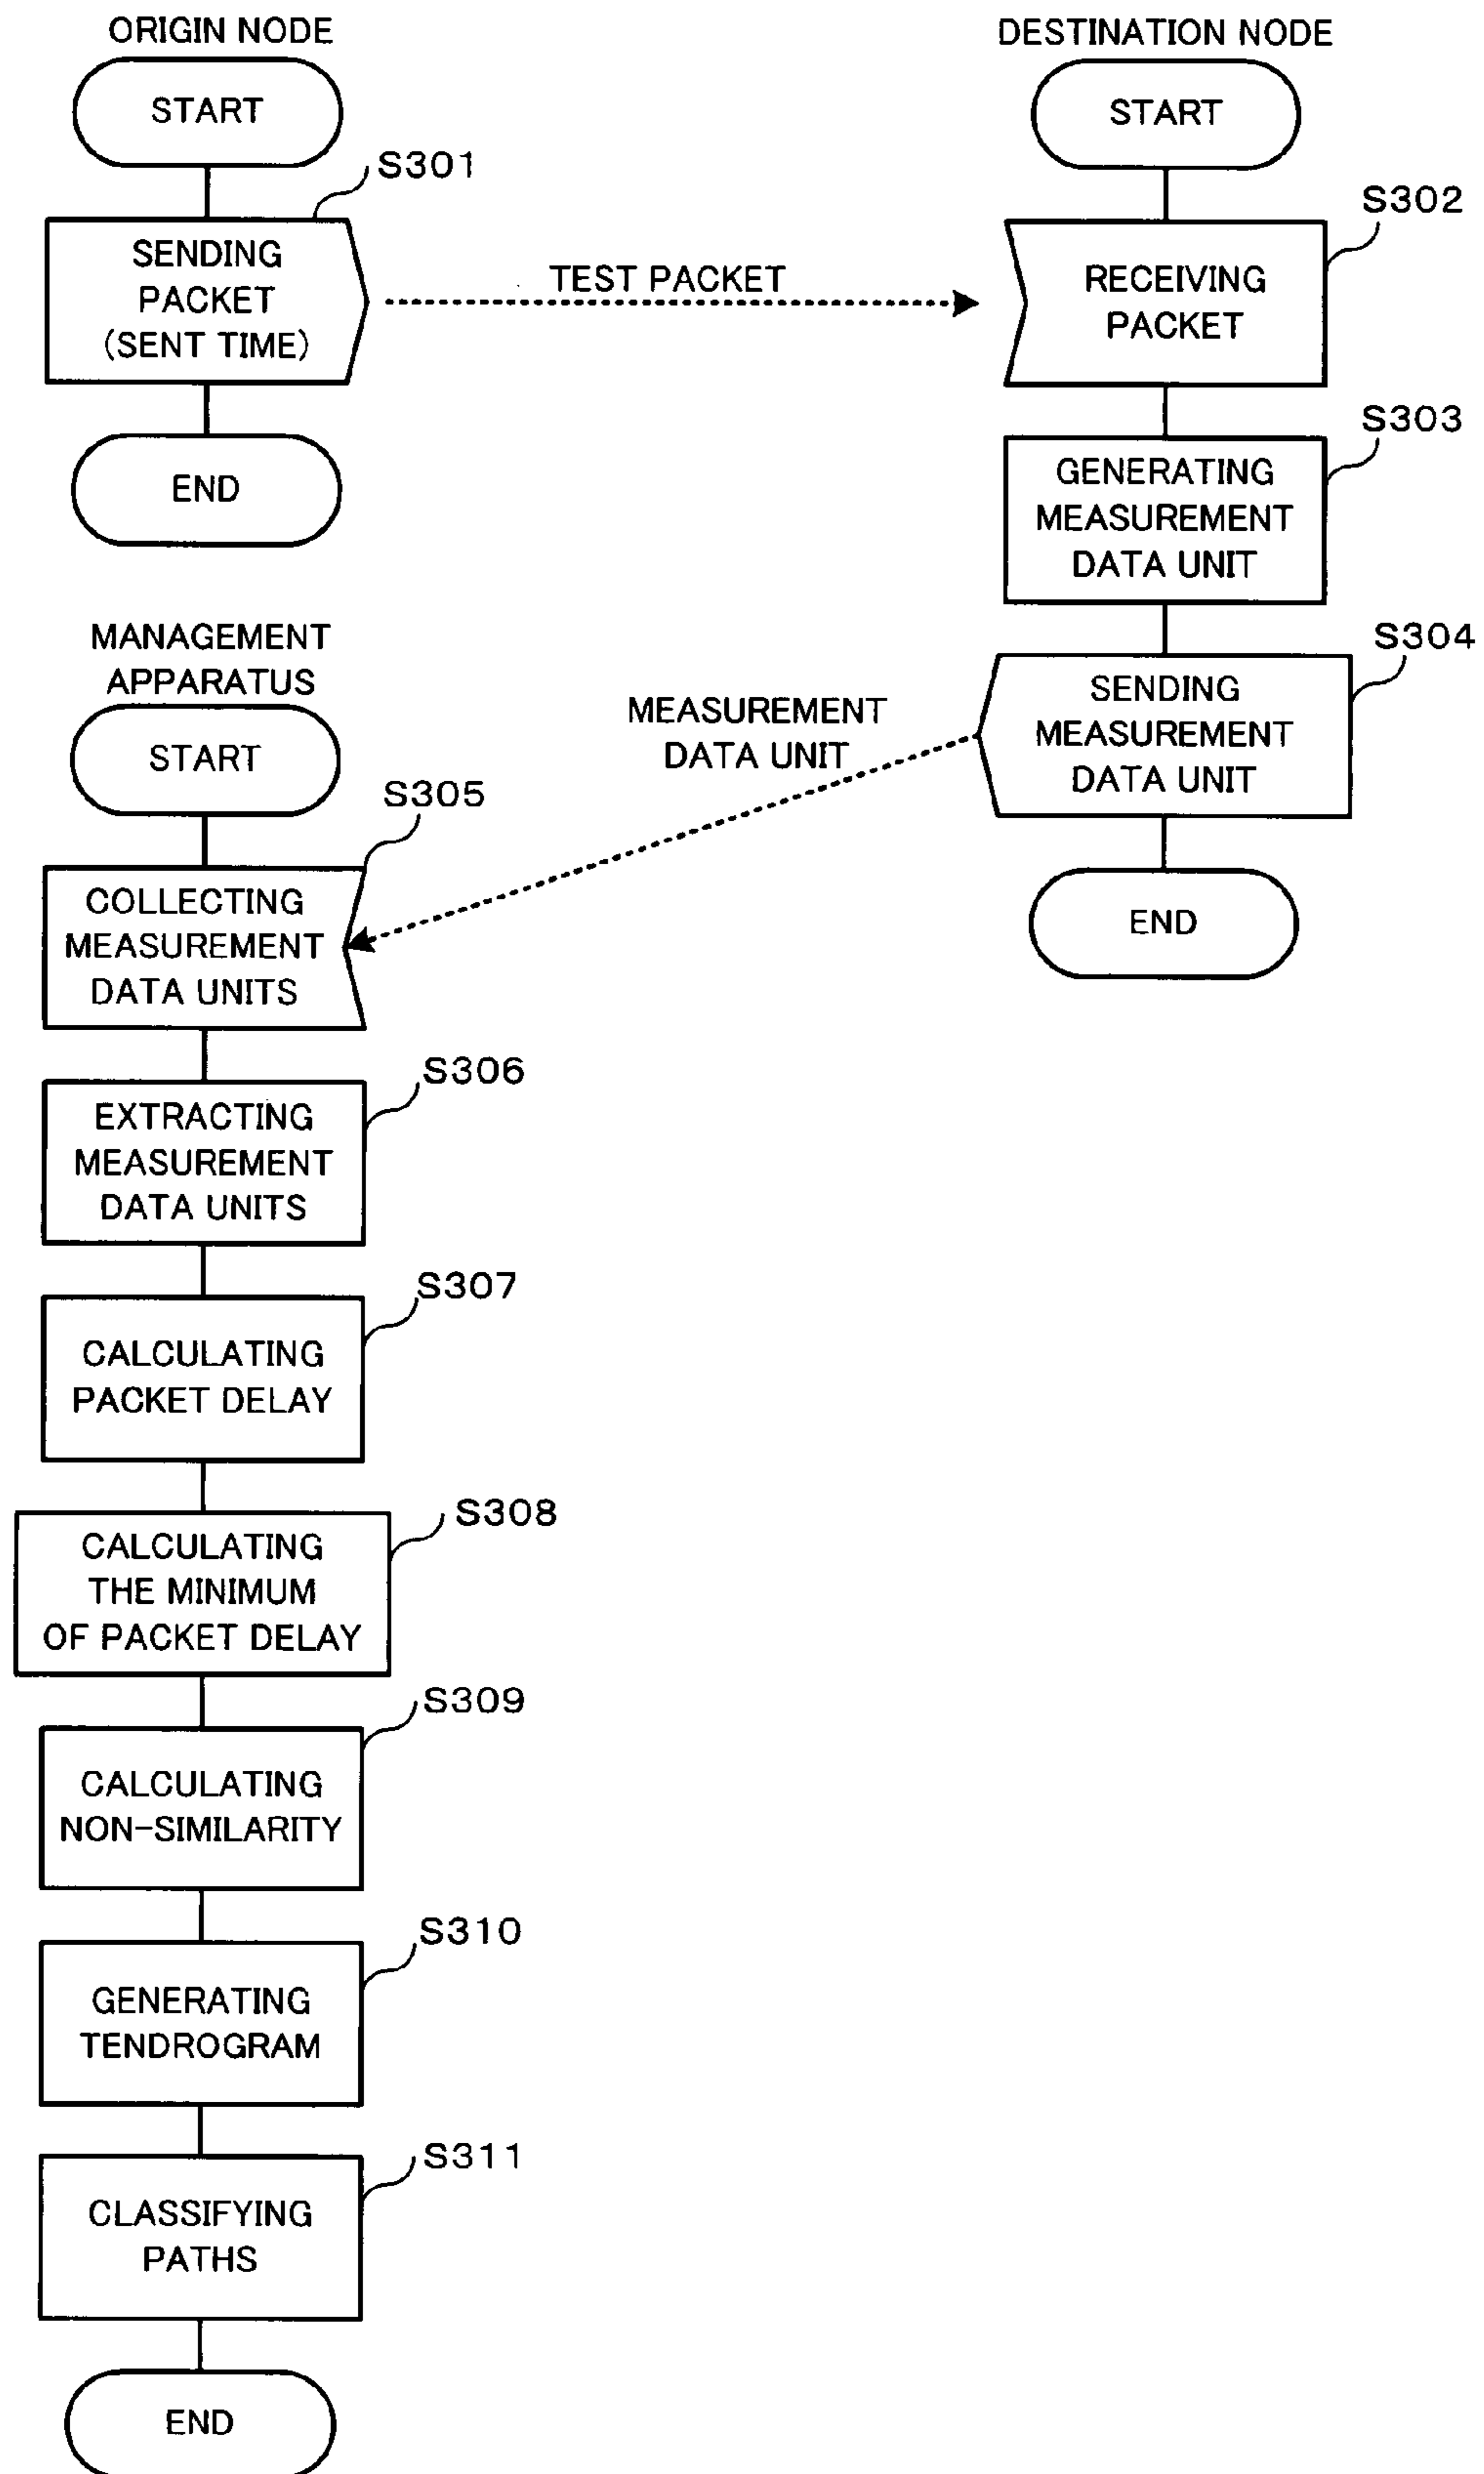 ORIGIN NODE
START
S301
SENDING
PACKET
(SENT TIME)
END
TEST PACKET
DESTINATION NODE
START
S302
RECEIVING
PACKET
S303
GENERATING
MEASUREMENT
DATA UNIT
S304
SENDING
MEASUREMENT
DATA UNIT
END
MEASUREMENT
DATA UNIT
MANAGEMENT
APPARATUS
START
S305
COLLECTING
MEASUREMENT
DATA UNITS
S306
EXTRACTING
MEASUREMENT
DATA UNITS
S307
CALCULATING
PACKET DELAY
S308
CALCULATING
THE MINIMUM
OF PACKET DELAY
S309
CALCULATING
NON-SIMILARITY
S310
GENERATING
TENDROGRAM
S311
CLASSIFYING
PATHS
END